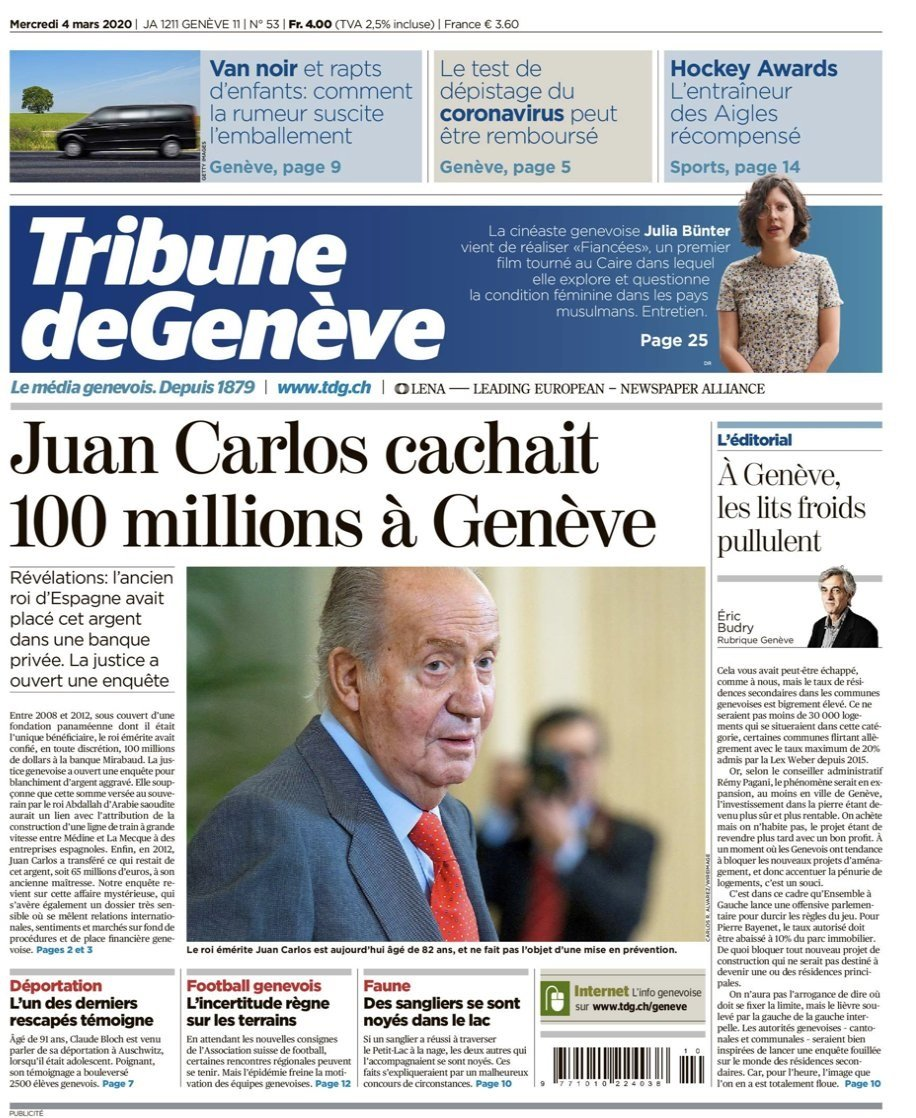 Mercredi 4 mars 2020 | JA 1211 GENÈVE 11 | N° 53 | Fr. 4.00 (TVA 2,5% incluse) | France € 3.60
Van noir et rapts
d’enfants: comment
la rumeur suscite
l’emballement
Genève, page 9
GETTY IMAGES
Le test de
dépistage du
coronavirus peut
être remboursé
Genève, page 5
Hockey Awards
L’entraîneur
des Aigles
récompensé
Sports, page 14
Tribune
deGenève
La cinéaste genevoise Julia Bünter
vient de réaliser «Fiancées», un premier
film tourné au Caire dans lequel
elle explore et questionne
la condition féminine dans les pays
musulmans. Entretien.
Page 25
DR
Le média genevois. Depuis 1879 | www.tdg.ch | LENA — LEADING EUROPEAN – NEWSPAPER ALLIANCE
Juan Carlos cachait
100 millions à Genève
Révélations: l’ancien
roi d’Espagne avait
placé cet argent
dans une banque
privée. La justice a
ouvert une enquête
Entre 2008 et 2012, sous couvert d’une
fondation panaméenne dont il était
l’unique bénéficiaire, le roi émérite avait
confié, en toute discrétion, 100 millions
de dollars à la banque Mirabaud. La jus-
tice genevoise a ouvert une enquête pour
blanchiment d’argent aggravé. Elle soup-
çonne que cette somme versée au souve-
rain par le roi Abdallah d’Arabie saoudite
aurait un lien avec l’attribution de la
construction d’une ligne de train à grande
vitesse entre Médine et La Mecque à des
entreprises espagnoles. Enfin, en 2012,
Juan Carlos a transféré ce qui restait de
cet argent, soit 65 millions d’euros, à son
ancienne maîtresse. Notre enquête re-
vient sur cette affaire mystérieuse, qui
s’avère également un dossier très sen-
sible où se mêlent relations internatio-
nales, sentiments et marchés sur fond de
procédures et de place financière gene-
voise. Pages 2 et 3
CARLOS R. ALVAREZ/WIREIMAGE
Le roi émérite Juan Carlos est aujourd’hui âgé de 82 ans, et ne fait pas l’objet d’une mise en prévention.
L’éditorial
À Genève,
les lits froids
pullulent
Éric
Budry
Rubrique Genève
Cela vous avait peut-être échappé,
comme à nous, mais le taux de rési-
dences secondaires dans les communes
genevoises est bigrement élevé. Ce ne
seraient pas moins de 30 000 loge-
ments qui se situeraient dans cette caté-
gorie, certaines communes flirtant allè-
grement avec le taux maximum de 20%
admis par la Lex Weber depuis 2015.
Or, selon le conseiller administratif
Rémy Pagani, le phénomène serait en ex-
pansion, au moins en ville de Genève,
l’investissement dans la pierre étant de-
venu plus sûr et plus rentable. On achète
mais on n’habite pas, le projet étant de
revendre plus tard avec un bon profit. À
un moment où les Genevois ont tendance
à bloquer les nouveaux projets d’aména-
gement, et donc accentuer la pénurie de
logements, c’est un souci.
C’est dans ce cadre qu’Ensemble à
Gauche lance une offensive parlemen-
taire pour durcir les règles du jeu. Pour
Pierre Bayenet, le taux autorisé doit
être abaissé à 10% du parc immobilier.
De quoi bloquer tout nouveau projet de
construction qui ne serait pas destiné à
devenir une ou des résidences princi-
pales.
On n’aura pas l’arrogance de dire où
doit se fixer la limite, mais le lièvre sou-
levé par la gauche de la gauche inter-
pelle. Les autorités genevoises – canto-
nales et communales – seraient bien
inspirées de lancer une enquête fouillée
sur le monde des résidences secon-
daires. Car, pour l’heure, l’image que
l’on en a est totalement floue. Page 10
Déportation
L’un des derniers
rescapés témoigne
Âgé de 91 ans, Claude Bloch est venu
parler de sa déportation à Auschwitz,
lorsqu’il était adolescent. Poignant,
son témoignage a bouleversé
2500 élèves genevois. Page 7
Football genevois
L’incertitude règne
sur les terrains
En attendant les nouvelles consignes
de l’Association suisse de football,
certaines rencontres régionales peuvent
se tenir. Mais l’épidémie freine la mo-
tivation des équipes genevoises. Page 12
Faune
Des sangliers se sont
noyés dans le lac
Si un sanglier a réussi à traverser
le Petit-Lac à la nage, les deux autres qui
l’accompagnaient se sont noyés. Ces
faits s’expliqueraient par un malheureux
concours de circonstances. Page 10
Internet L’info genevoise
sur www.tdg.ch/geneve
10
9 771010 224038
PUBLICITÉ